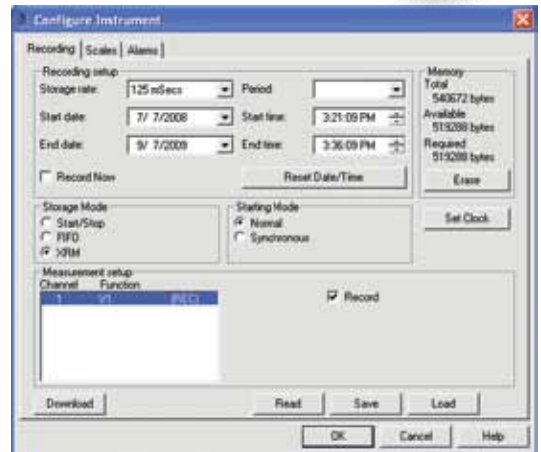 Configure Instrument
Recording Scales Alarms
Recording setup
Storage rate: 125 mSecs Period
Start date: 7/ 7/2008 Start time: 3:21:09 PM
End date: 9/ 7/2009 End time: 3:36:09 PM
Record Now Reset Date/Time
Memory
Total
540672 bytes
Available
519288 bytes
Required
519288 bytes
Erase
Set Clock
Storage Mode
Start/Stop
FIFO
XRM
Starting Mode
Normal
Synchronous
Measurement setup
Channel Function
1 V1 (REC)
Record
Download Read Save Load
OK Cancel Help